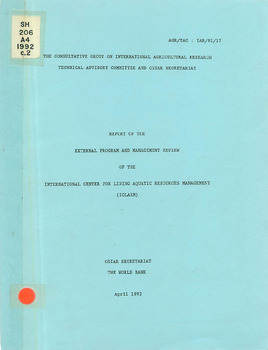 SH
206
A4
1992
c.2
AGR/TAC : IAR/92/17
THE CONSULTATIVE GROUP ON INTERNATIONAL AGRICULTURAL RESEARCH
TECHNICAL ADVISORY COMMITTEE AND CGIAR SECRETARIAT
REPORT OF THE
EXTERNAL PROGRAM AND MANAGEMENT REVIEW
OF THE
INTERNATIONAL CENTER FOR LIVING AQUATIC RESOURCES MANAGEMENT
(ICLARM)
CGIAR SECRETARIAT
THE WORLD BANK
April 1992